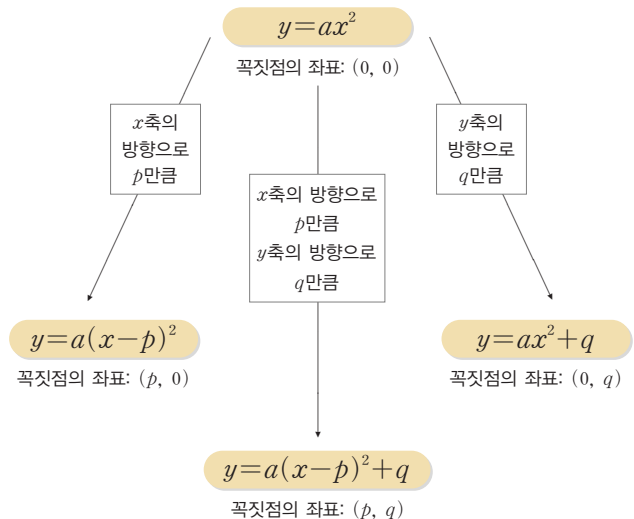 y=ax²
꼭짓점의 좌표: (0, 0)
x축의
방향으로
p만큼
x축의 방향으로
p만큼
y축의 방향으로
q만큼
y축의
방향으로
q만큼
y=a(x-p)²
꼭짓점의 좌표: (p, 0)
y=ax²+q
꼭짓점의 좌표: (0, q)
y=a(x-p)²+q
꼭짓점의 좌표: (p, q)